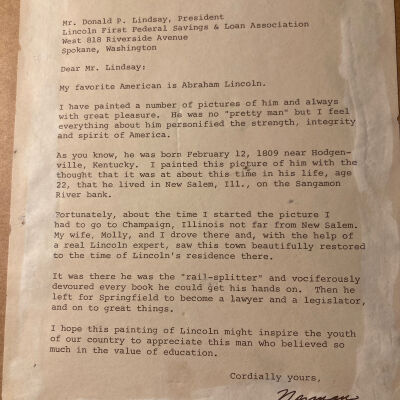 Mr. Donald P. Lindsay, President
Lincoln First Federal Savings & Loan Association
West 818 Riverside Avenue
Spokane, Washington
Dear Mr. Lindsay:
My favorite American is Abraham Lincoln.
I have painted a number of pictures of him and always
with great pleasure. He was no "pretty man" but I feel
everything about him personified the strength, integrity
and spirit of America.
As you know, he was born February 12, 1809 near Hodgen-
ville, Kentucky. I painted this picture of him with the
thought that it was at about this time in his life, age
22, that he lived in New Salem, Ill., on the Sangamon
River bank.
Fortunately, about the time I started the picture I
had to go to Champaign, Illinois not far from New Salem.
My wife, Molly, and I drove there and, with the help of
a real Lincoln expert, saw this town beautifully restored
to the time of Lincoln's residence there.
It was there he was the "rail-splitter" and vociferously
devoured every book he could get his hands on. Then he
left for Springfield to become a lawyer and a legislator,
and on to great things.
I hope this painting of Lincoln might inspire the youth
of our country to appreciate this man who believed so
much in the value of education.
Cordially yours,
Norman